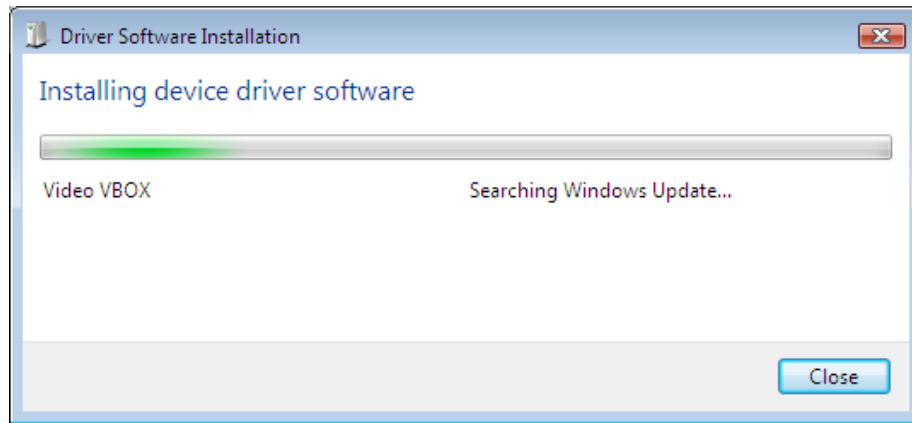 Driver Software Installation
Installing device driver software
Video VBOX Searching Windows Update...
Close